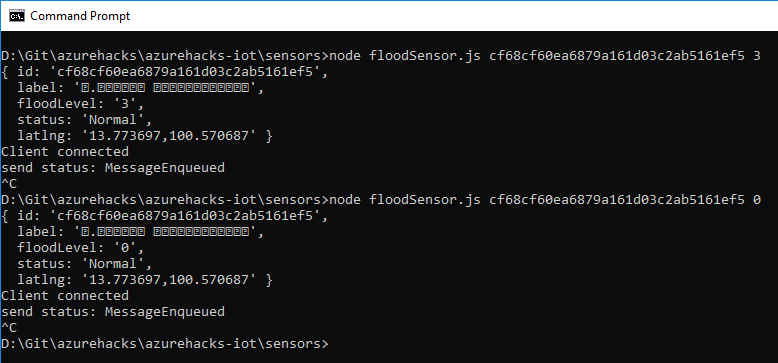 Command Prompt
D:\Git\azurehacks\azurehacks-iot\sensors>node floodSensor.js cf68cf60ea6879a161d03c2ab5161ef5 3
{ id: 'cf68cf60ea6879a161d03c2ab5161ef5',
label: '
floodLevel: '3',
status: 'Normal',
latlng: '13.773697,100.570687' }
Client connected
send status: MessageEnqueued
^C
D:\Git\azurehacks\azurehacks-iot\sensors>node floodSensor.js cf68cf60ea6879a161d03c2ab5161ef5 0
{ id: 'cf68cf60ea6879a161d03c2ab5161ef5',
label: '
floodLevel: '0',
status: 'Normal',
latlng: '13.773697,100.570687' }
Client connected
send status: MessageEnqueued
^C
D:\Git\azurehacks\azurehacks-iot\sensors>